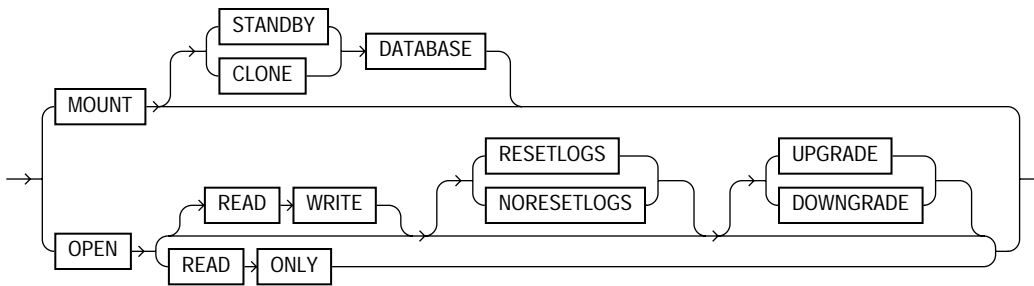 STANDBY
CLONE
DATABASE
MOUNT
RESETLOGS
NORESETLOGS
UPGRADE
DOWNGRADE
READ WRITE
OPEN
READ ONLY